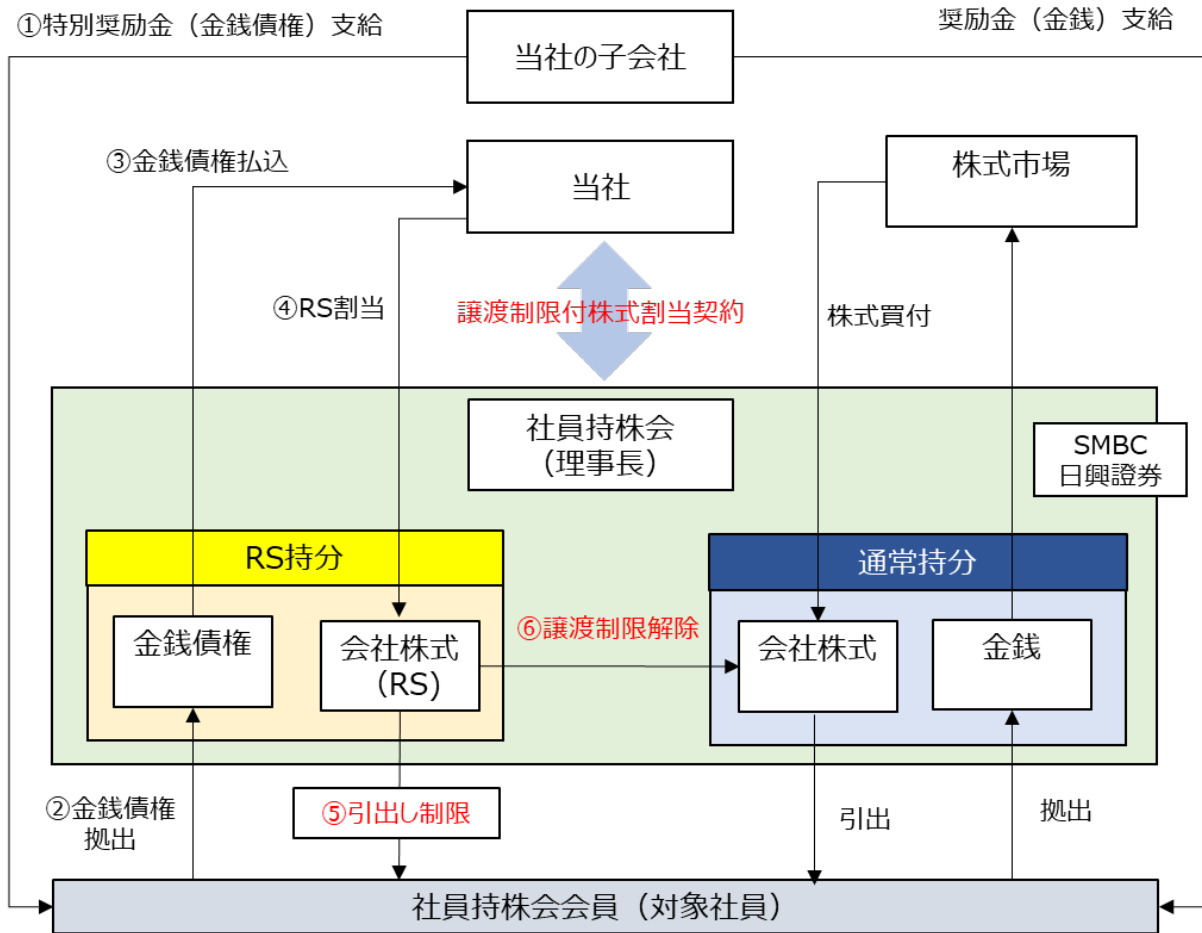 ①特別奨励金（金銭債権）支給
奨励金（金銭）支給
当社の子会社
③金銭債権払込
当社
株式市場
④RS割当
譲渡制限付株式割当契約
株式買付
社員持株会
（理事長）
SMBC
日興證券
RS持分
通常持分
金銭債権
会社株式
（RS）
⑥譲渡制限解除
会社株式
金銭
②金銭債権
拠出
⑤引出し制限
引出
拠出
社員持株会会員（対象社員）